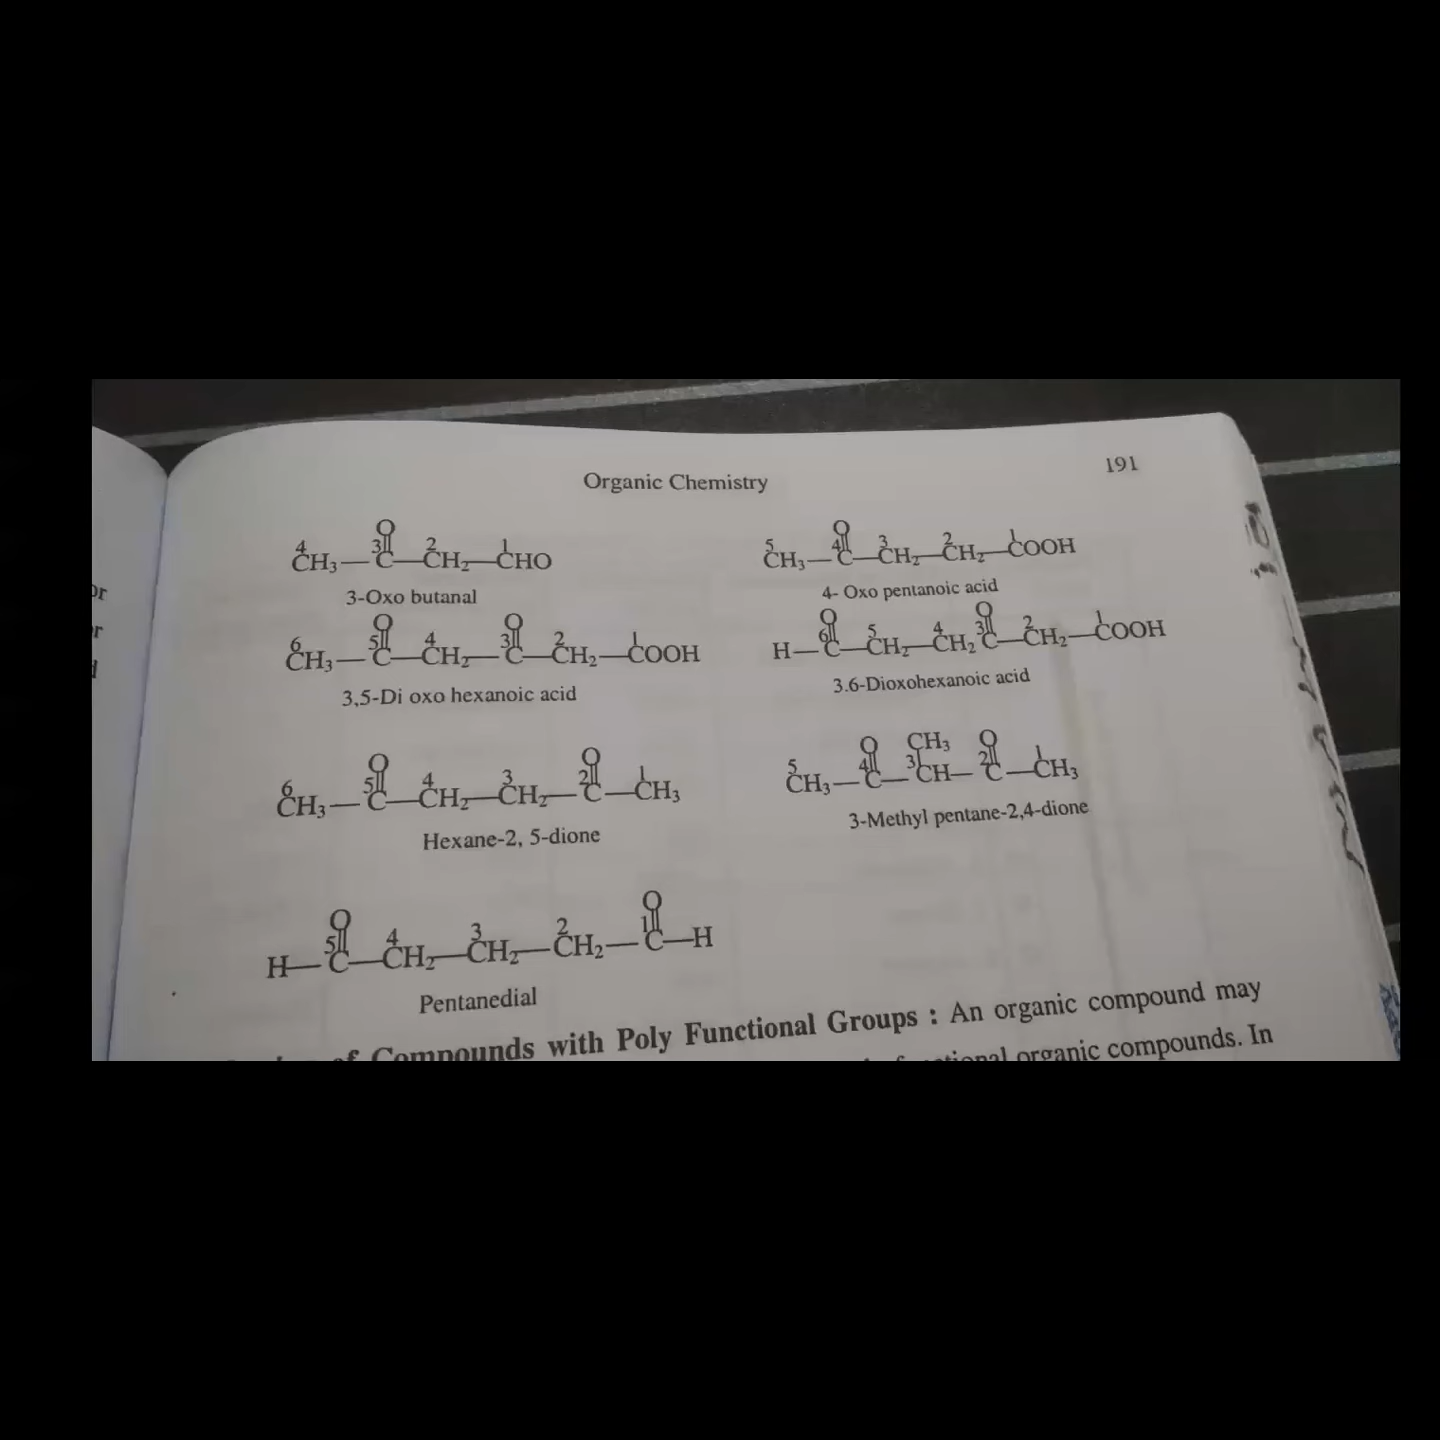 Organic Chemistry 191
O O
4CH₃—3C—2CH₂—1CHO 5CH₃—4C—3CH₂—2CH₂—1COOH
3-Oxo butanal 4- Oxo pentanoic acid
O O O O
6CH₃—5C—4CH₂—3C—2CH₂—1COOH H—6C—5CH₂—4CH₂3C—2CH₂—1COOH
3,5-Di oxo hexanoic acid 3.6-Dioxohexanoic acid
O O O CH₃ O
6CH₃—5C—4CH₂—3CH₂—2C—1CH₃ 5CH₃—4C—3CH—2C—1CH₃
Hexane-2, 5-dione 3-Methyl pentane-2,4-dione
O O
H—5C—4CH₂—3CH₂—2CH₂—1C—H
Pentanedial
of Compounds with Poly Functional Groups : An organic compound may
organic compounds. In